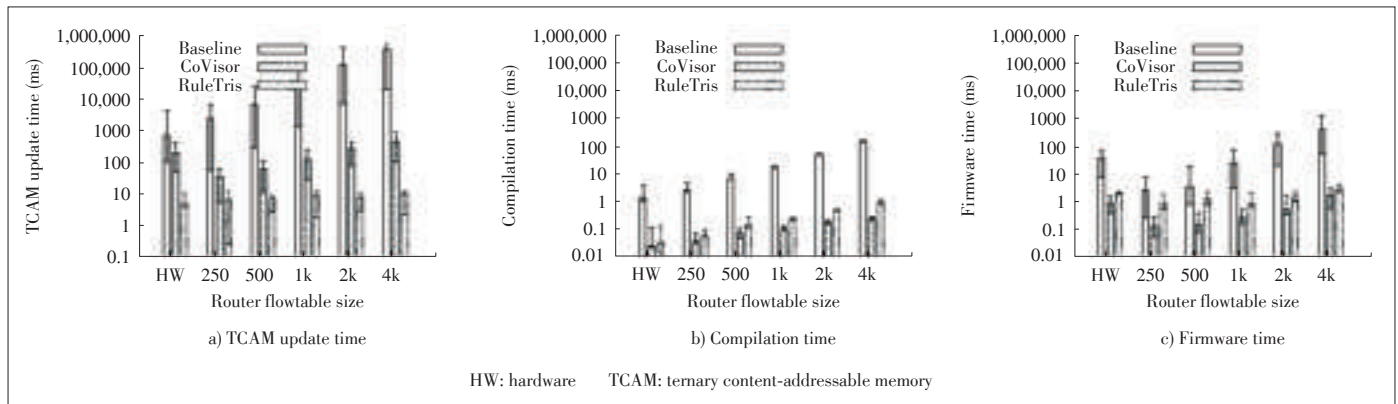 1,000,000
100,000
10,000
1000
100
10
1
0.1
TCAM update time (ms)
Baseline
CoVisor
RuleTris
HW 250 500 1k 2k 4k
Router flowtable size
a) TCAM update time
1,000,000
100,000
10,000
1000
100
10
1
0.1
0.01
Compilation time (ms)
Baseline
CoVisor
RuleTris
HW 250 500 1k 2k 4k
Router flowtable size
b) Compilation time
1,000,000
100,000
10,000
1000
100
10
1
0.1
0.01
Firmware time (ms)
Baseline
CoVisor
RuleTris
HW 250 500 1k 2k 4k
Router flowtable size
c) Firmware time
HW: hardware TCAM: ternary content-addressable memory